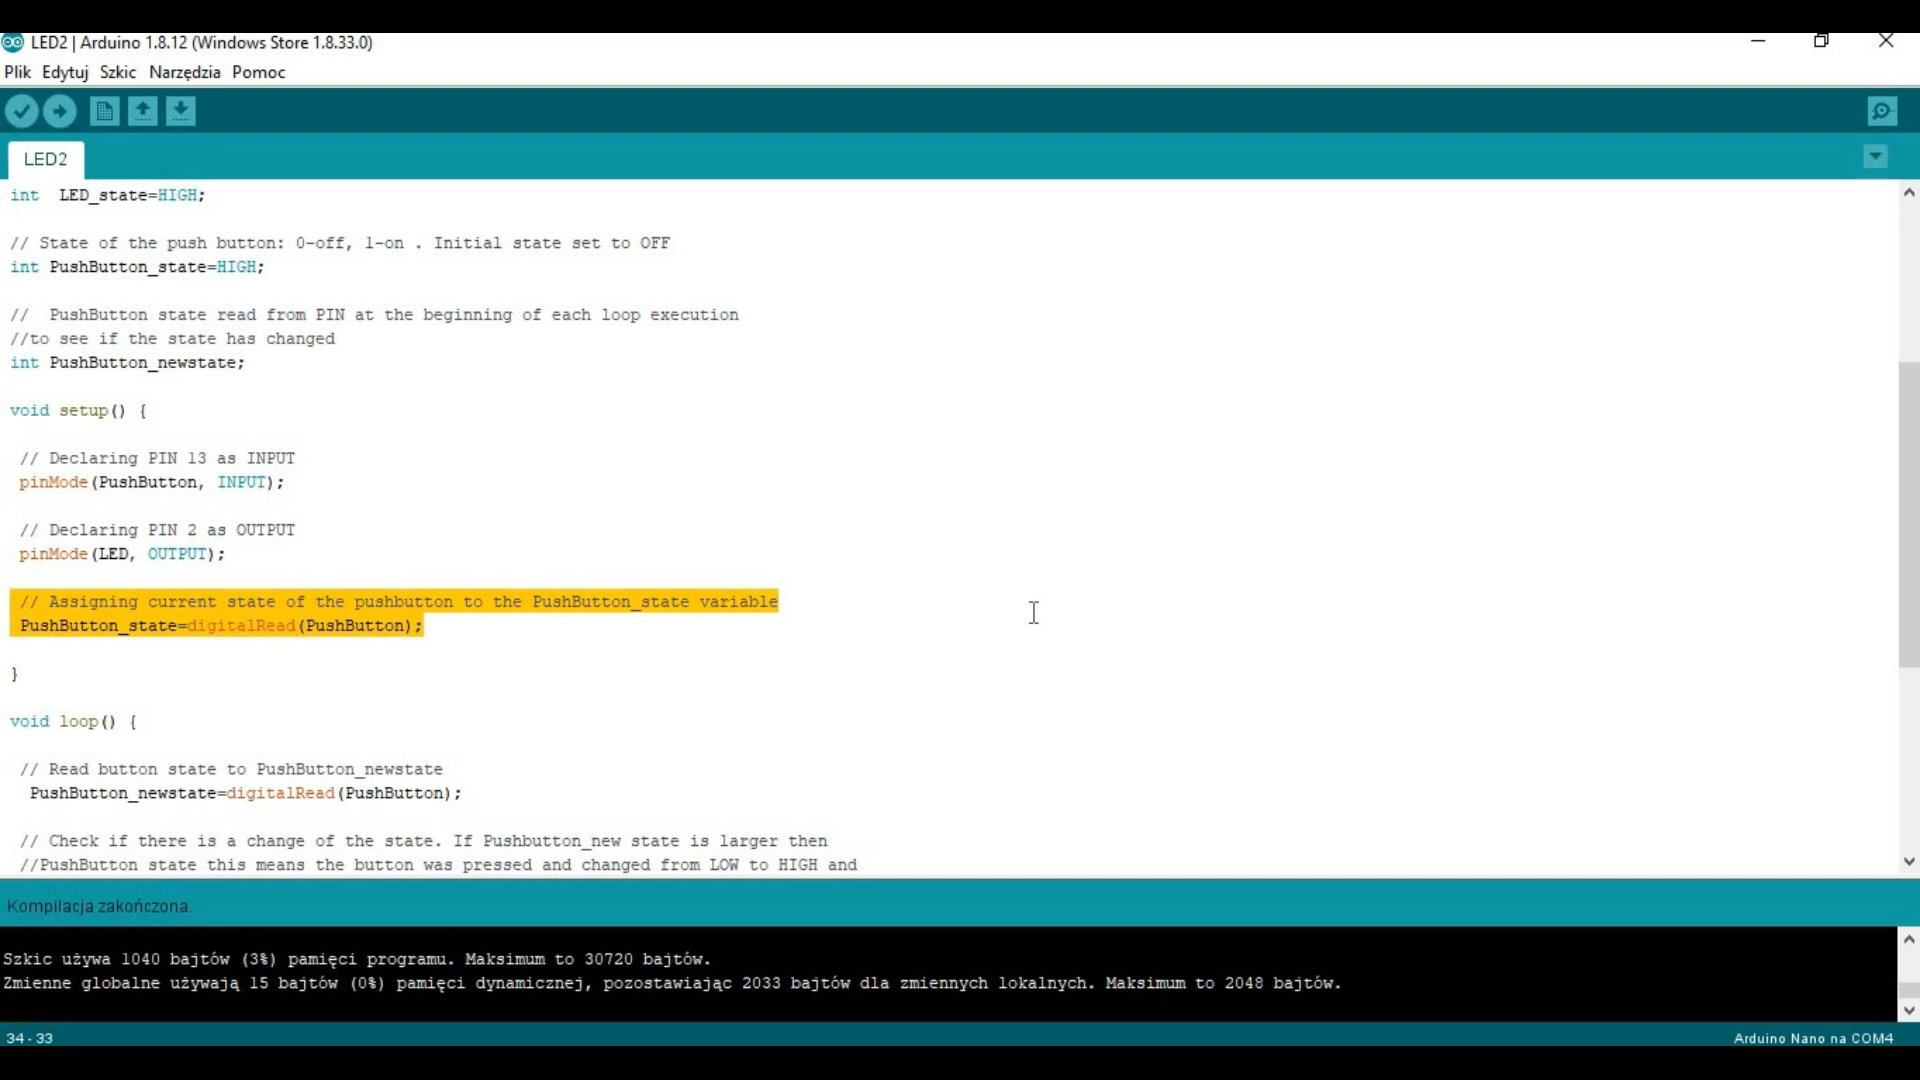 LED2 | Arduino 1.8.12 (Windows Store 1.8.33.0)
Plik Edytuj Szkic Narzędzia Pomoc
LED2
int  LED_state=HIGH;
// State of the push button: 0-off, 1-on . Initial state set to OFF
int PushButton_state=HIGH;
//  PushButton state read from PIN at the beginning of each loop execution
//to see if the state has changed
int PushButton_newstate;
void setup() {
// Declaring PIN 13 as INPUT
pinMode(PushButton, INPUT);
// Declaring PIN 2 as OUTPUT
pinMode(LED, OUTPUT);
// Assigning current state of the pushbutton to the PushButton_state variable
PushButton_state=digitalRead(PushButton);
}
void loop() {
// Read button state to PushButton_newstate
PushButton_newstate=digitalRead(PushButton);
// Check if there is a change of the state. If Pushbutton_new state is larger then
//PushButton state this means the button was pressed and changed from LOW to HIGH and
Kompilacja zakończona.
Szkic używa 1040 bajtów (3%) pamięci programu. Maksimum to 30720 bajtów.
Zmienne globalne używają 15 bajtów (0%) pamięci dynamicznej, pozostawiając 2033 bajtów dla zmiennych lokalnych. Maksimum to 2048 bajtów.
34 - 33
Arduino Nano na COM4